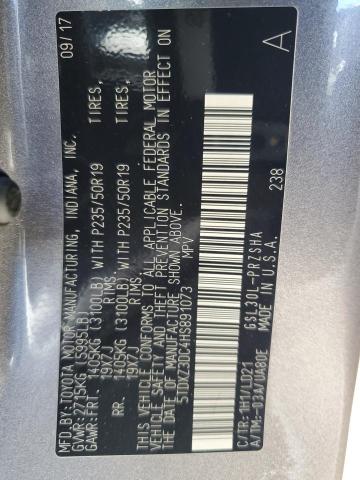 MFD BY:TOYOTA MOTOR MANUFACTURING, INDIANA, INC. 09/17
GVWR:2715KG (5995LB)
GAWR:FRT. 1405KG (3100LB) WITH P235/50R19 TIRES,
19X7J RIMS,
RR. 1405KG (3100LB) WITH P235/50R19 TIRES,
19X7J RIMS,
THIS VEHICLE CONFORMS TO ALL APPLICABLE FEDERAL MOTOR
VEHICLE SAFETY AND THEFT PREVENTION STANDARDS IN EFFECT ON
THE DATE OF MANUFACTURE SHOWN ABOVE.
5TDXZ3DC4HS891073 MPV
C/TR:1H1/LD21 GSL30L-PRZSHA A
A/TM:-03A/UA80E 238 MADE IN U.S.A.